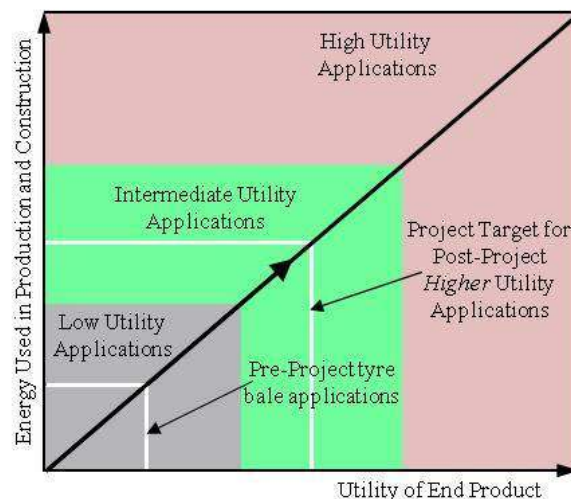 Energy Used in Production and Construction
High Utility
Applications
Intermediate Utility
Applications
Project Target for
Post-Project
Higher Utility
Applications
Low Utility
Applications
Pre-Project tyre
bale applications
Utility of End Product